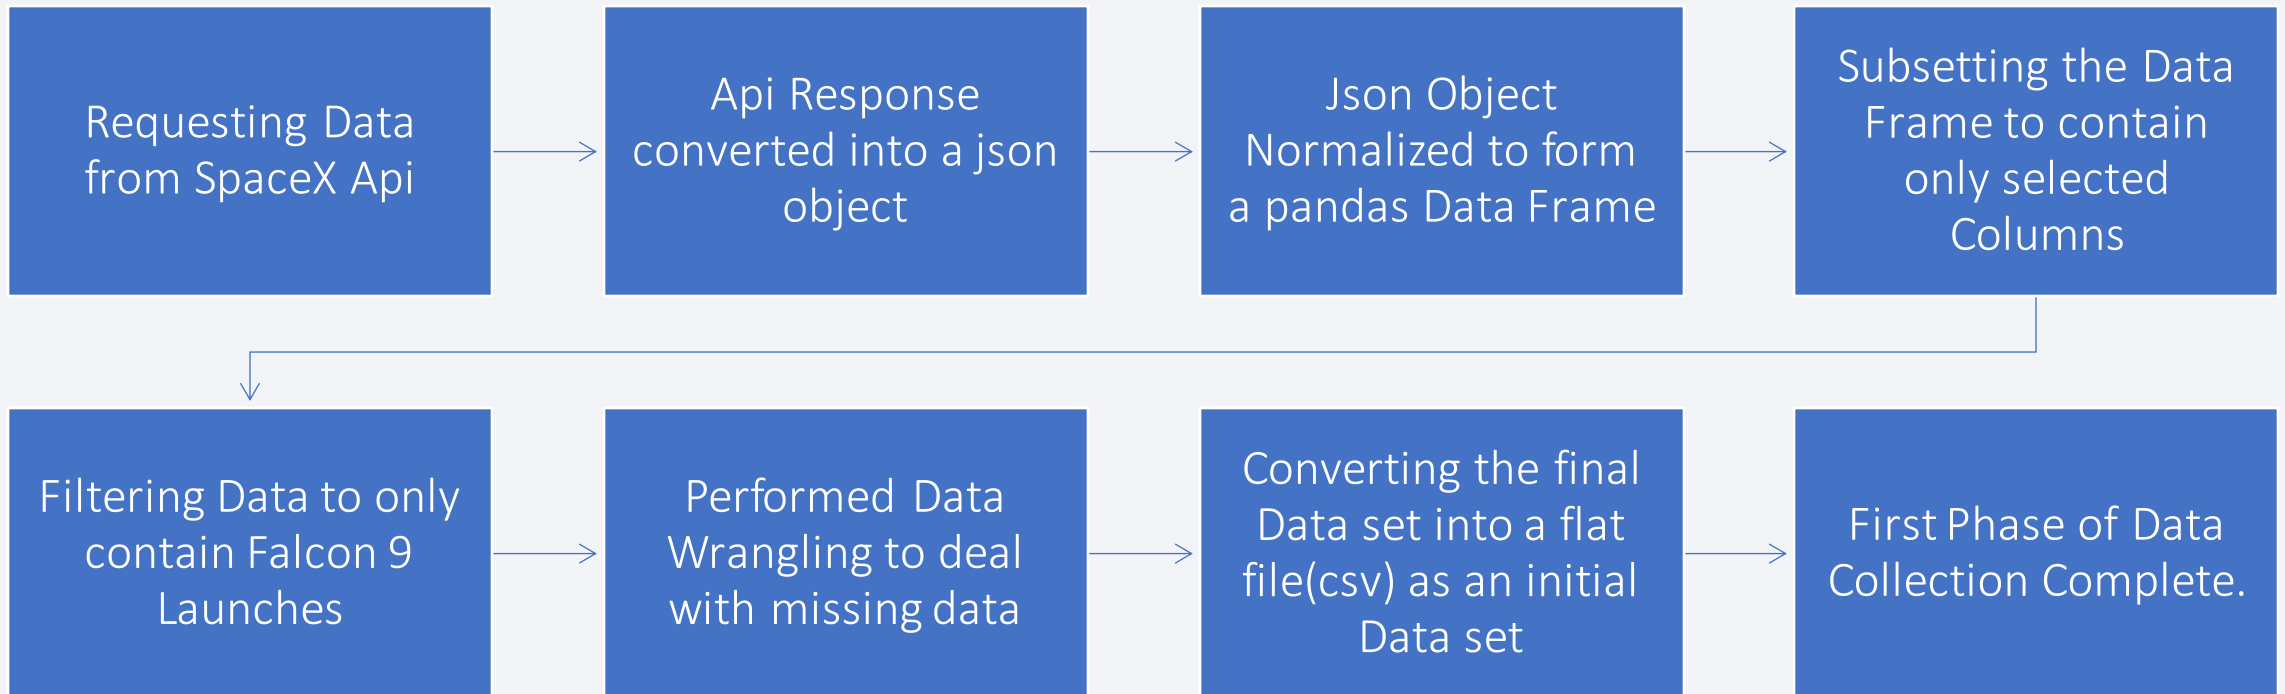 Requesting Data
from SpaceX Api
Api Response
converted into a json
object
Json Object
Normalized to form
a pandas Data Frame
Subsetting the Data
Frame to contain
only selected
Columns
Filtering Data to only
contain Falcon 9
Launches
Performed Data
Wrangling to deal
with missing data
Converting the final
Data set into a flat
file(csv) as an initial
Data set
First Phase of Data
Collection Complete.